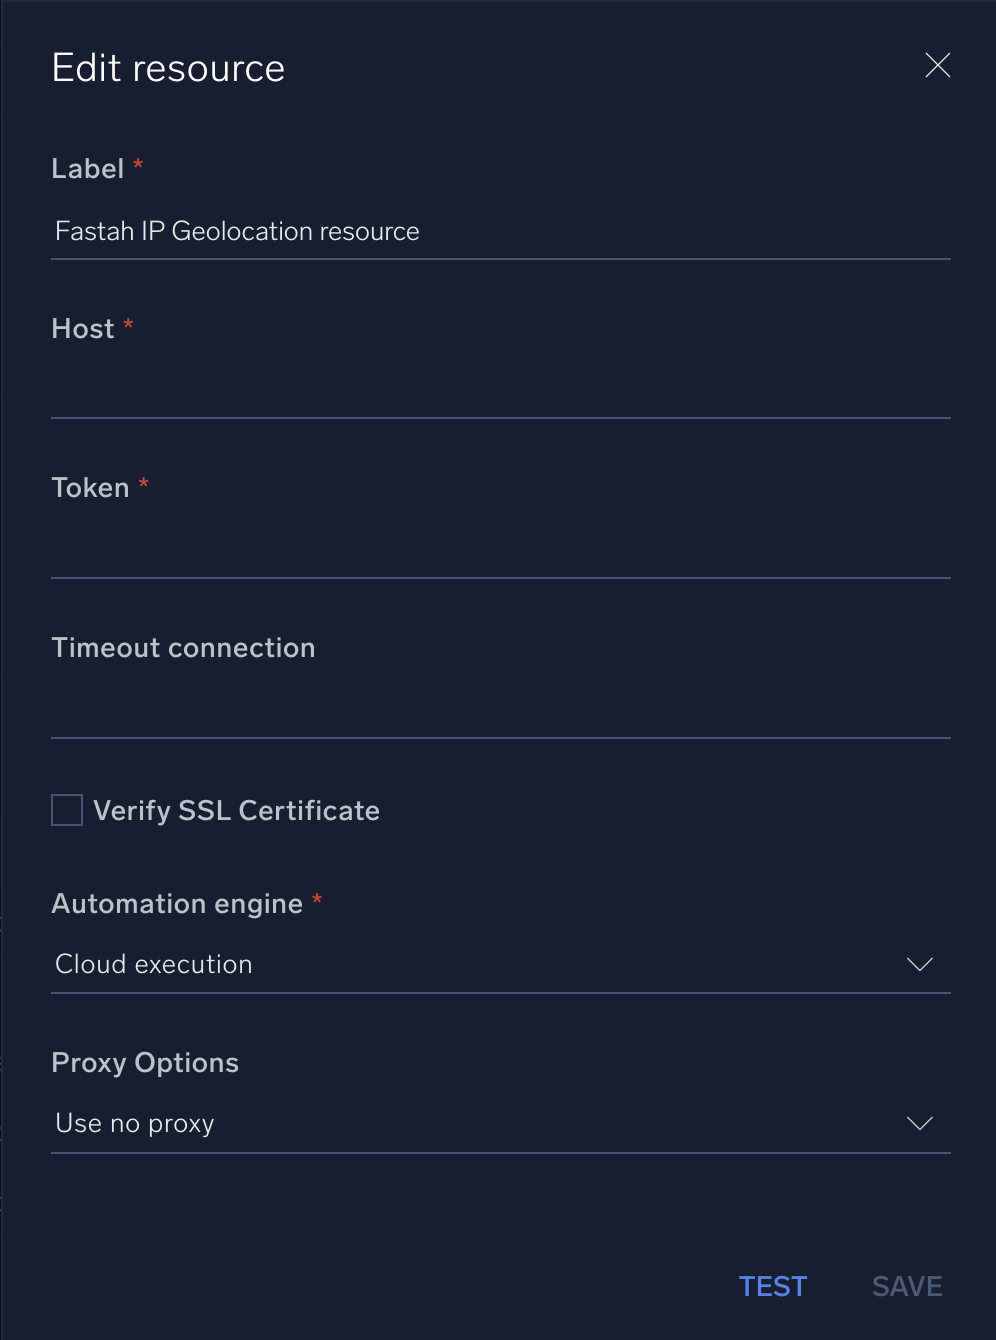 Edit resource
Label *
Fastah IP Geolocation resource
Host *
Token *
Timeout connection
Verify SSL Certificate
Automation engine *
Cloud execution
Proxy Options
Use no proxy
TEST SAVE